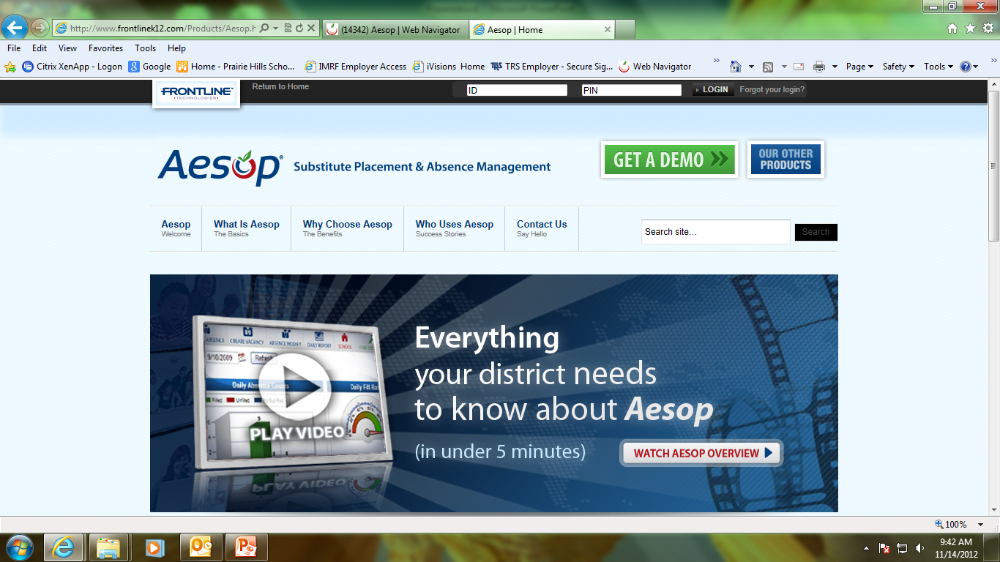 http://www.frontlinek12.com/Products/Aesop.h
(14342) Aesop | Web Navigator
Aesop | Home
File Edit View Favorites Tools Help
Citrix XenApp - Logon Google Home - Prairie Hills Scho... IMRF Employer Access iVisions Home TRS Employer - Secure Sig... Web Navigator Page Safety Tools
FRONTLINE
TECHNOLOGIES
Return to Home
ID PIN LOGIN Forgot your login?
Aesop® Substitute Placement & Absence Management
GET A DEMO
OUR OTHER
PRODUCTS
Aesop
Welcome
What Is Aesop
The Basics
Why Choose Aesop
The Benefits
Who Uses Aesop
Success Stories
Contact Us
Say Hello
Search site... Search
ABSENCE CREATE VACANCY ABSENCE MODIFY DAILY REPORT SCHOOL
9/10/2009 Refresh
Daily Absence Counts Daily Fill Ra
Filled Unfilled
5
PLAY VIDEO
PLAY VIDEO
Everything
your district needs
to know about Aesop
(in under 5 minutes)
WATCH AESOP OVERVIEW
100%
9:42 AM
11/14/2012